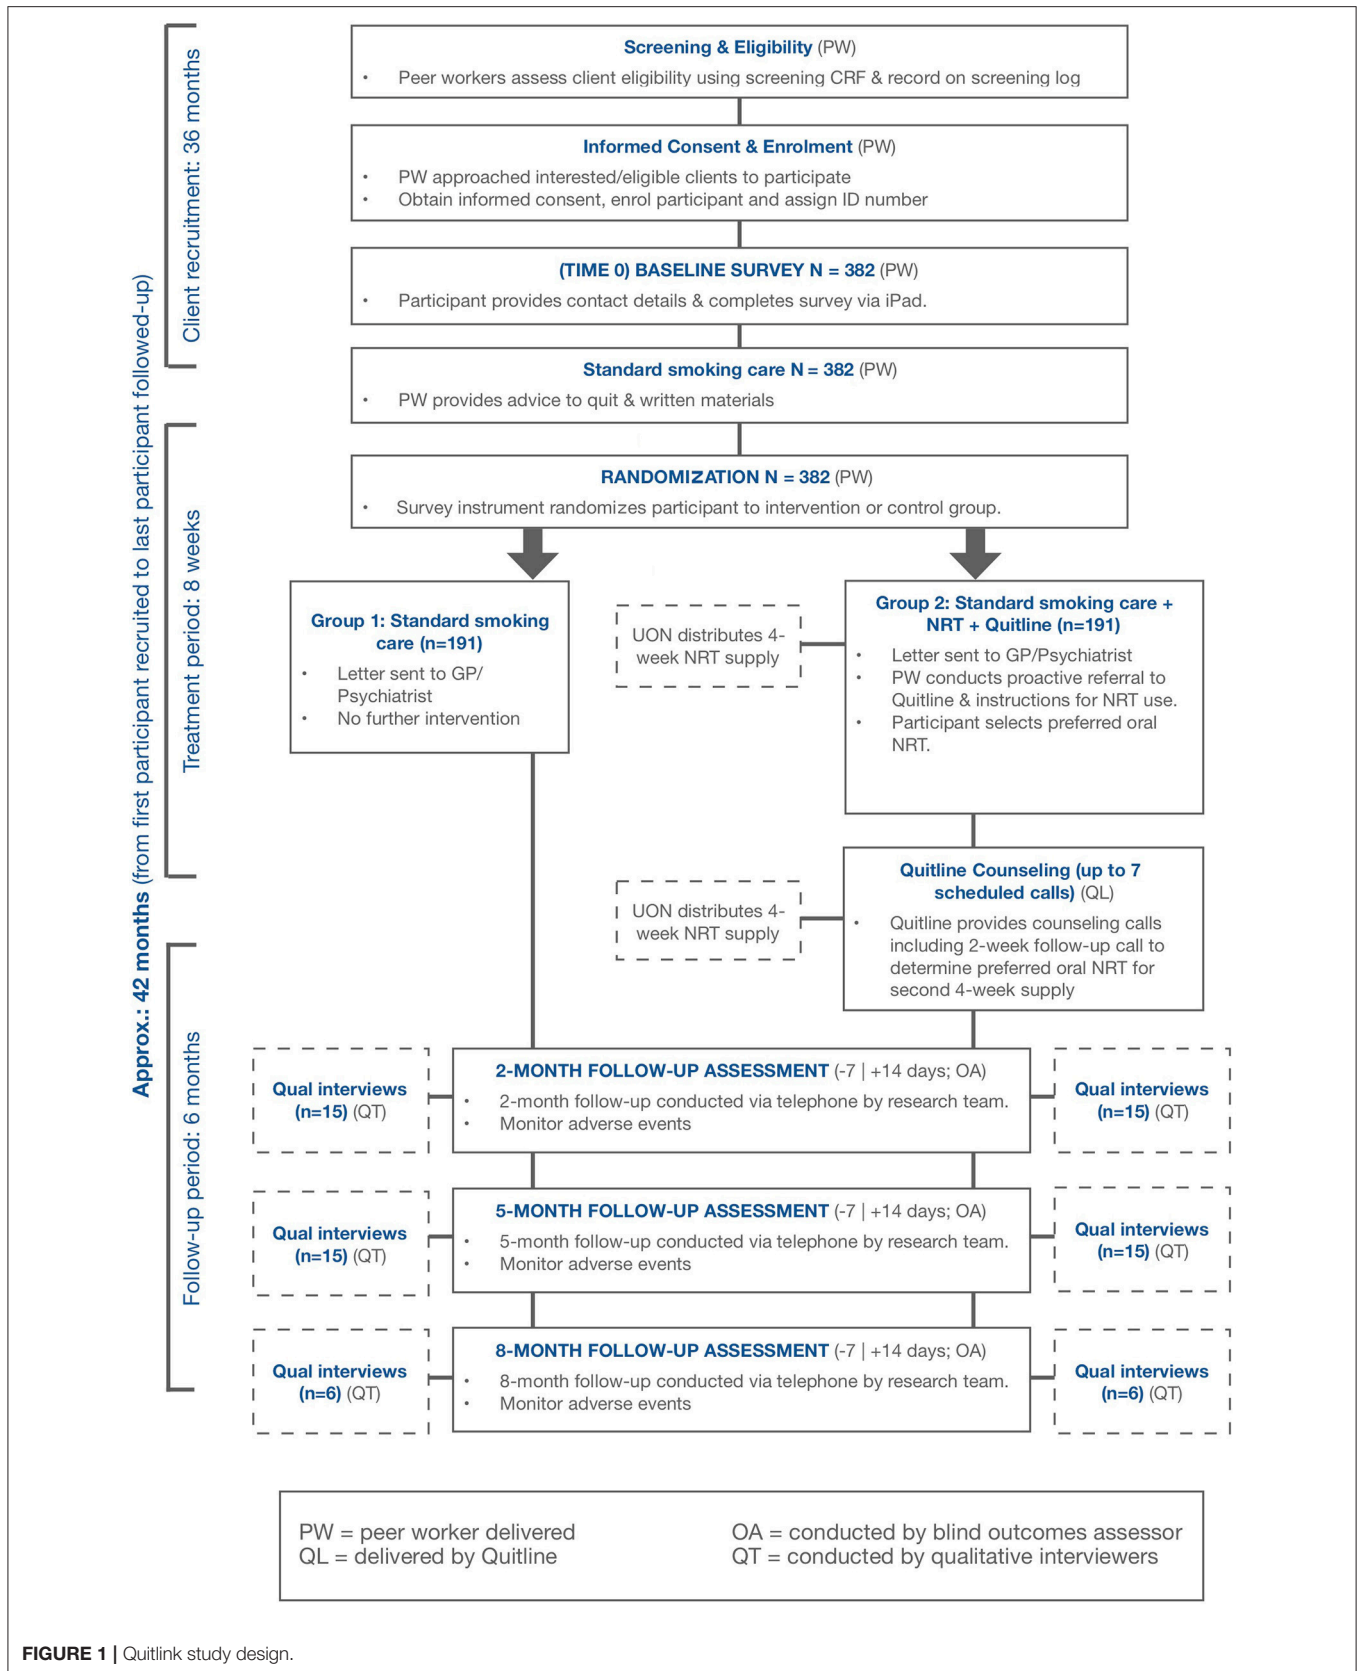 Screening & Eligibility (PW)
• Peer workers assess client eligibility using screening CRF & record on screening log
Informed Consent & Enrolment (PW)
• PW approached interested/eligible clients to participate
• Obtain informed consent, enrol participant and assign ID number
(TIME 0) BASELINE SURVEY N = 382 (PW)
• Participant provides contact details & completes survey via iPad.
Standard smoking care N = 382 (PW)
• PW provides advice to quit & written materials
RANDOMIZATION N = 382 (PW)
• Survey instrument randomizes participant to intervention or control group.
Client recruitment: 36 months
Approx.: 42 months (from first participant recruited to last participant followed-up)
Treatment period: 8 weeks
Follow-up period: 6 months
Group 1: Standard smoking
care (n=191)
• Letter sent to GP/
Psychiatrist
• No further intervention
UON distributes 4-
week NRT supply
Group 2: Standard smoking care +
NRT + Quitline (n=191)
• Letter sent to GP/Psychiatrist
• PW conducts proactive referral to
Quitline & instructions for NRT use.
• Participant selects preferred oral
NRT.
UON distributes 4-
week NRT supply
Quitline Counseling (up to 7
scheduled calls) (QL)
• Quitline provides counseling calls
including 2-week follow-up call to
determine preferred oral NRT for
second 4-week supply
Qual interviews
(n=15) (QT)
2-MONTH FOLLOW-UP ASSESSMENT (-7 | +14 days; OA)
• 2-month follow-up conducted via telephone by research team.
• Monitor adverse events
Qual interviews
(n=15) (QT)
Qual interviews
(n=15) (QT)
5-MONTH FOLLOW-UP ASSESSMENT (-7 | +14 days; OA)
• 5-month follow-up conducted via telephone by research team.
• Monitor adverse events
Qual interviews
(n=15) (QT)
Qual interviews
(n=6) (QT)
8-MONTH FOLLOW-UP ASSESSMENT (-7 | +14 days; OA)
• 8-month follow-up conducted via telephone by research team.
• Monitor adverse events
Qual interviews
(n=6) (QT)
PW = peer worker delivered
QL = delivered by Quitline
OA = conducted by blind outcomes assessor
QT = conducted by qualitative interviewers
FIGURE 1 | Quitlink study design.